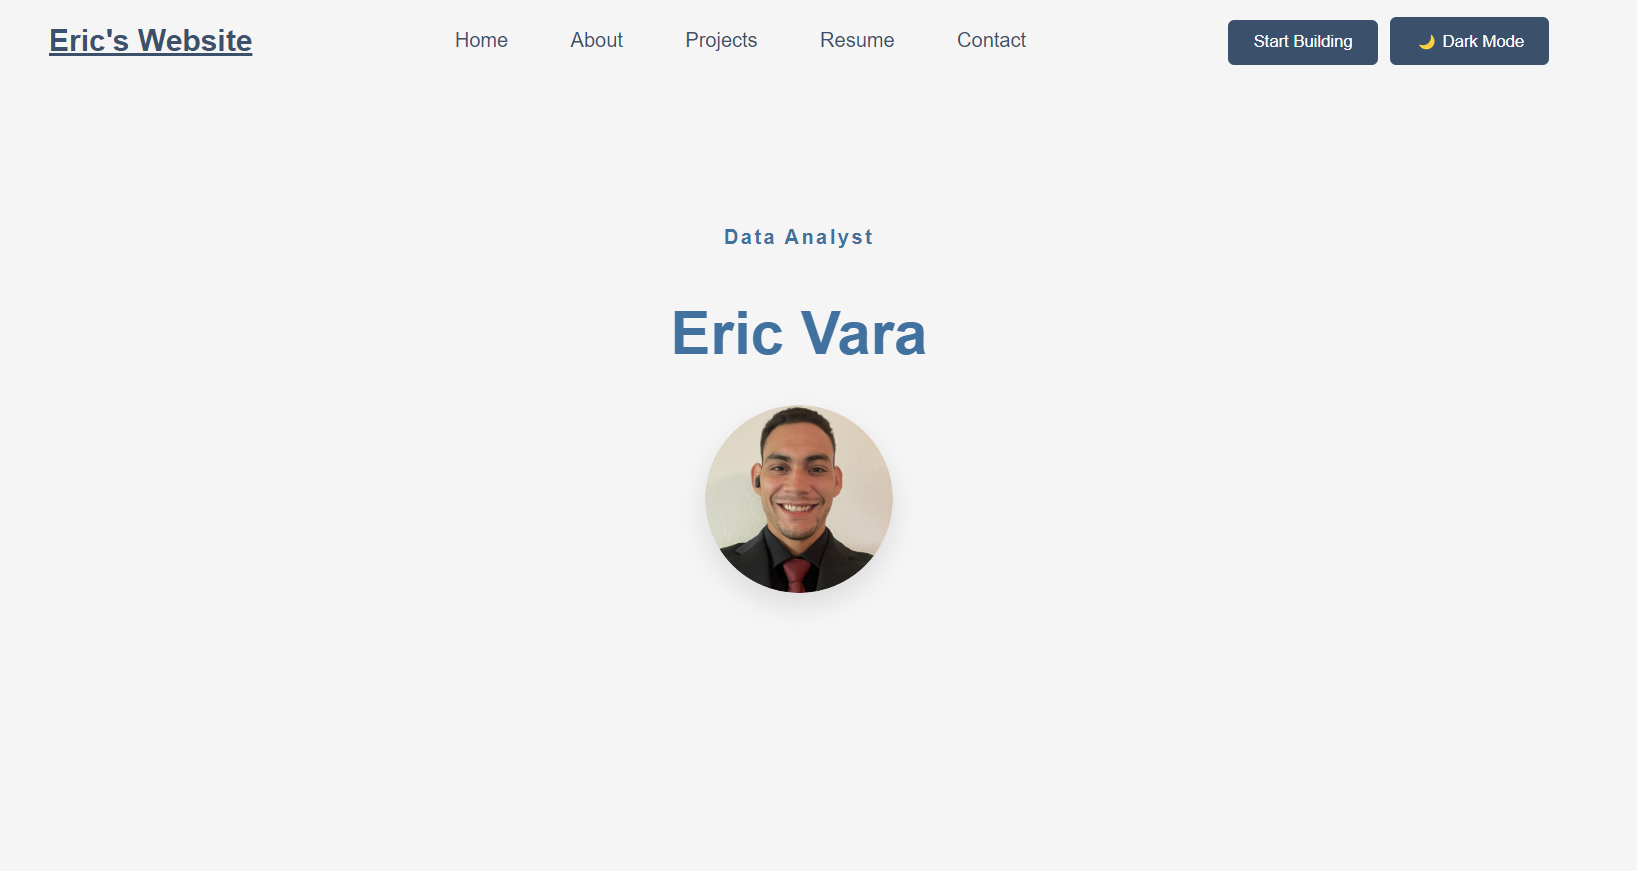 Eric's Website
Home About Projects Resume Contact
Start Building
🌙 Dark Mode
Data Analyst
Eric Vara